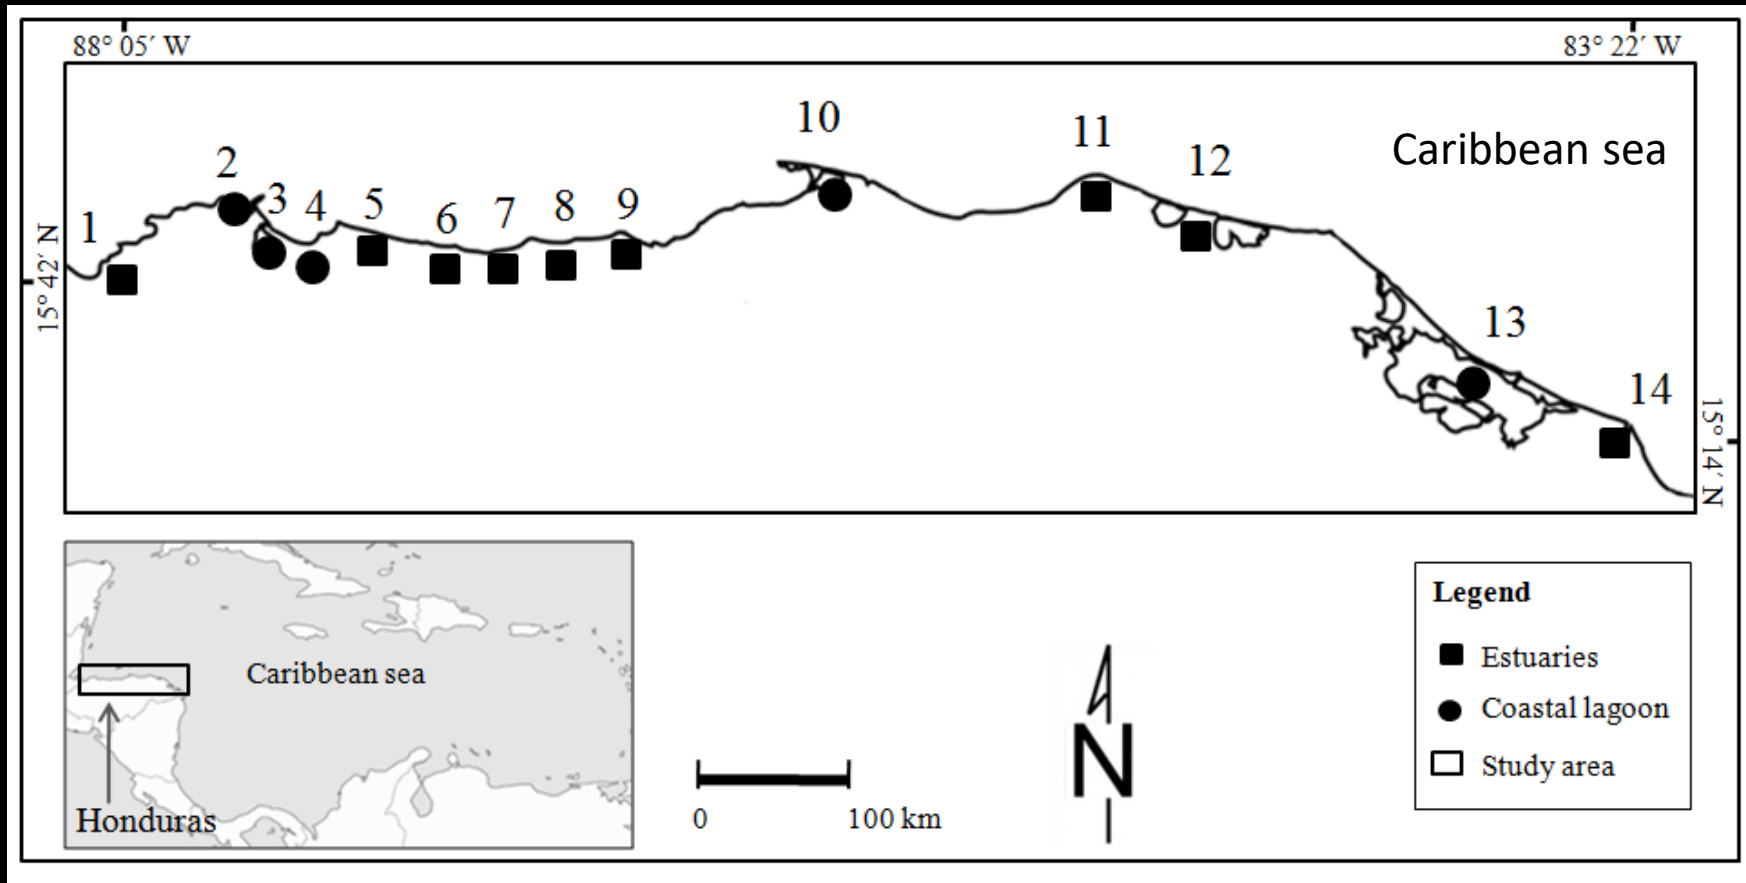 88° 05´ W
83° 22´ W
15° 42´ N
1
2
3
4
5
6
7
8
9
10
11
12
Caribbean sea
13
14
15° 14´ N
Caribbean sea
Honduras
0
100 km
N
Legend
Estuaries
Coastal lagoon
Study area